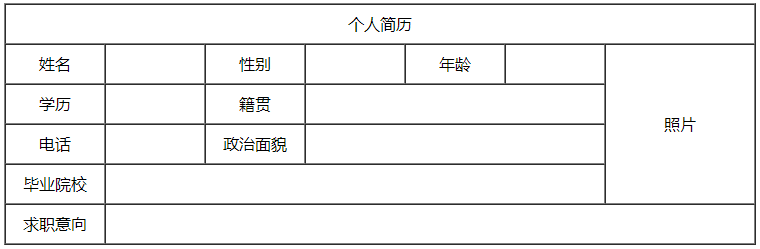 个人简历
姓名 性别 年龄
照片
学历 籍贯
电话 政治面貌
毕业院校
求职意向